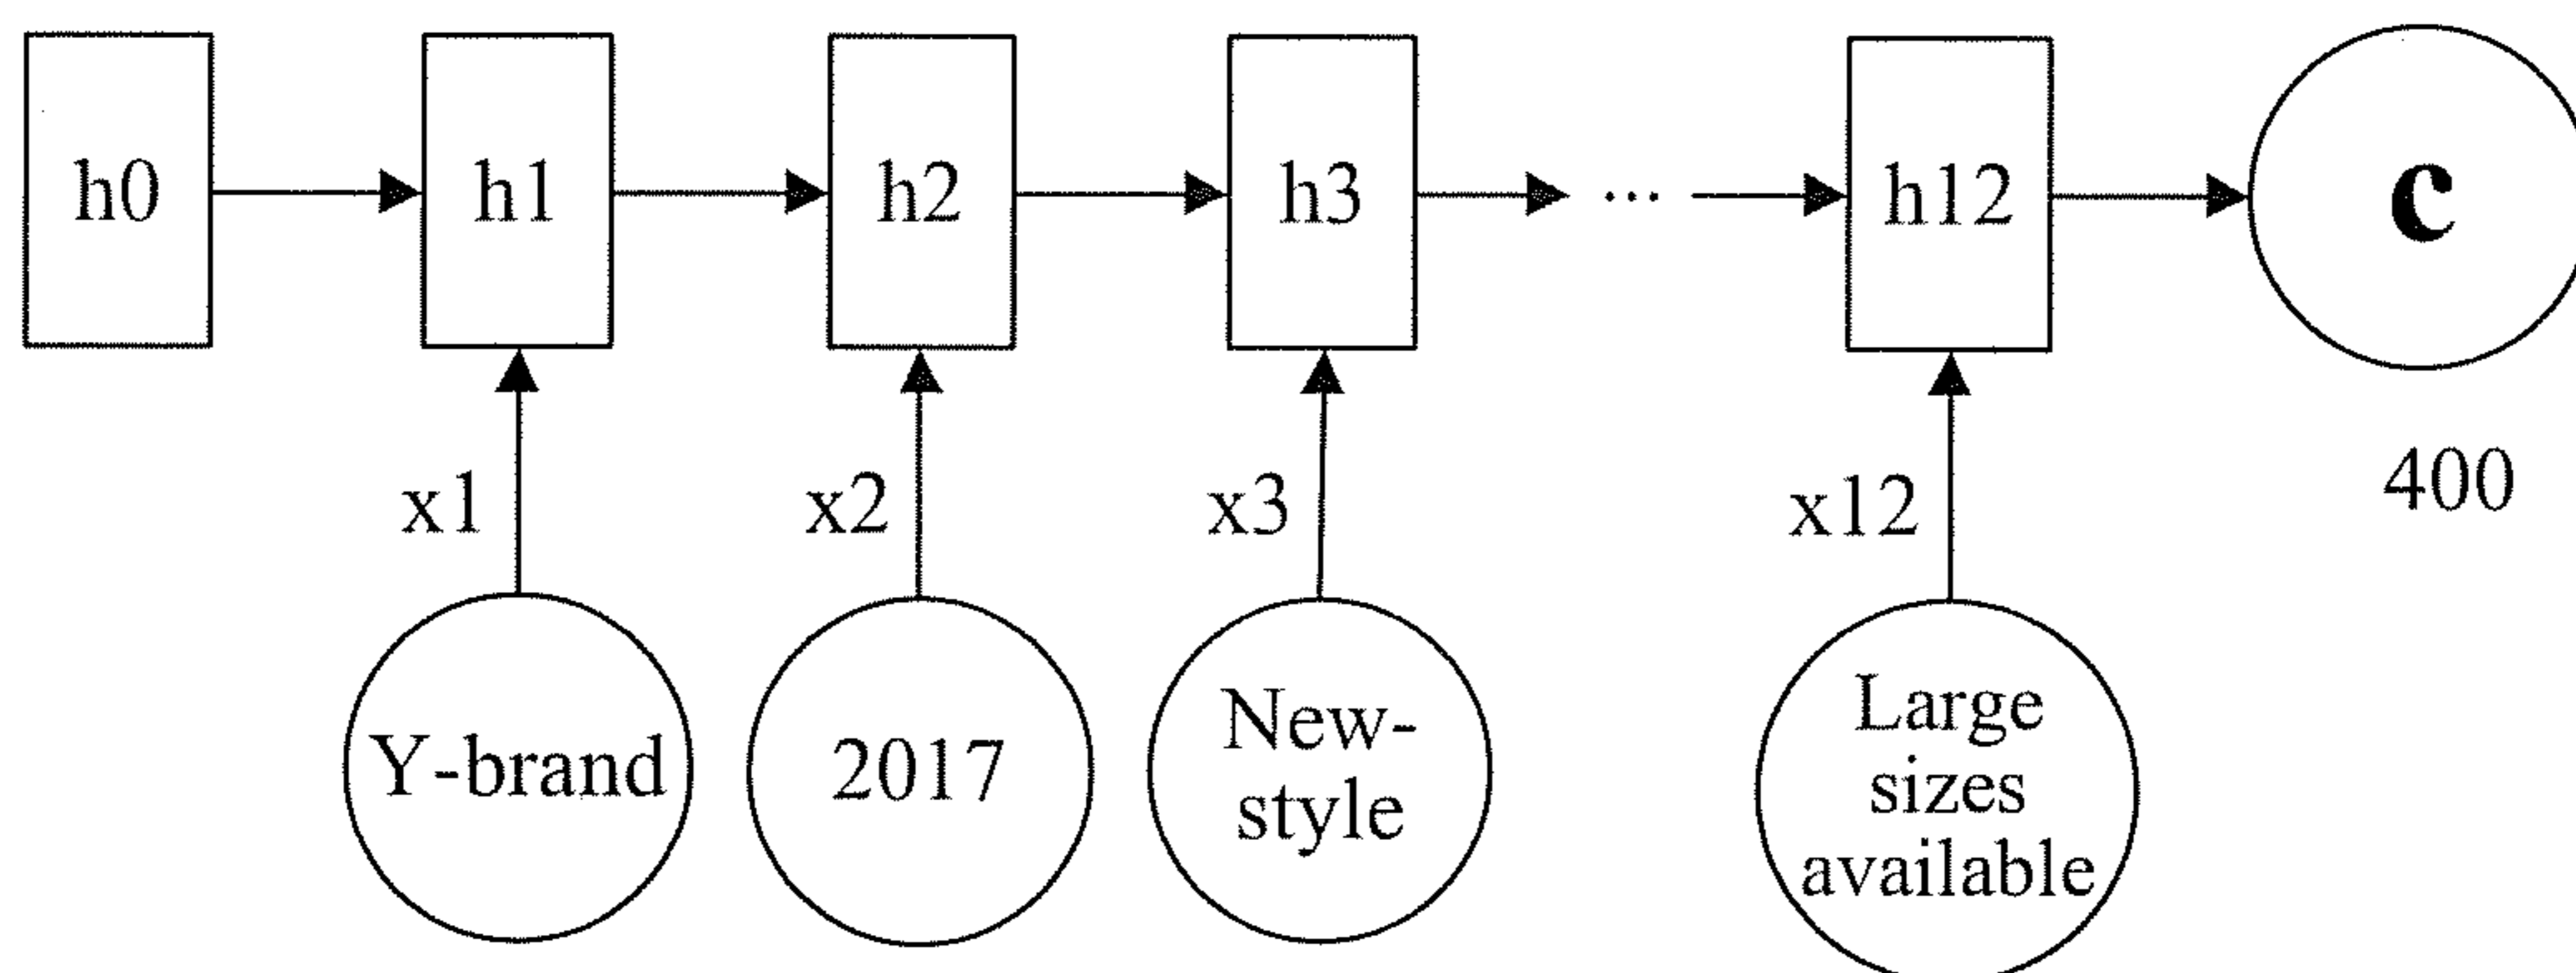 h0
h1
h2
h3
...
h12
c
x1
x2
x3
x12
400
Y-brand
2017
New-
style
Large
sizes
available